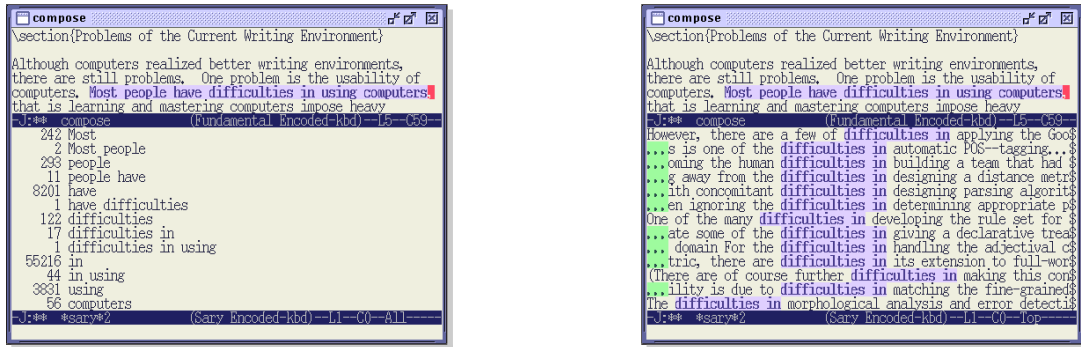 compose
\section{Problems of the Current Writing Environment}
Although computers realized better writing environments,
there are still problems. One problem is the usability of
computers. Most people have difficulties in using computers,
that is learning and mastering computers impose heavy
-J:** compose (Fundamental Encoded-kbd)--L5--C59--
242 Most
2 Most people
293 people
11 people have
8201 have
1 have difficulties
122 difficulties
17 difficulties in
1 difficulties in using
55216 in
44 in using
3831 using
56 computers
-J:** *sary*2 (Sary Encoded-kbd)--L1--C0--All-----
compose
\section{Problems of the Current Writing Environment}
Although computers realized better writing environments,
there are still problems. One problem is the usability of
computers. Most people have difficulties in using computers,
that is learning and mastering computers impose heavy
-J:** compose (Fundamental Encoded-kbd)--L5--C59--
However, there are a few of difficulties in applying the Goo$
...s is one of the difficulties in automatic POS--tagging...$
...oming the human difficulties in building a team that had $
...g away from the difficulties in designing a distance metr$
...ith concomitant difficulties in designing parsing algorit$
...en ignoring the difficulties in determining appropriate p$
One of the many difficulties in developing the rule set for $
...ate some of the difficulties in giving a declarative trea$
... domain For the difficulties in handling the adjectival c$
...tric, there are difficulties in its extension to full-wor$
(There are of course further difficulties in making this con$
...ility is due to difficulties in matching the fine-grained$
The difficulties in morphological analysis and error detecti$
-J:** *sary*2 (Sary Encoded-kbd)--L1--C0--Top-----